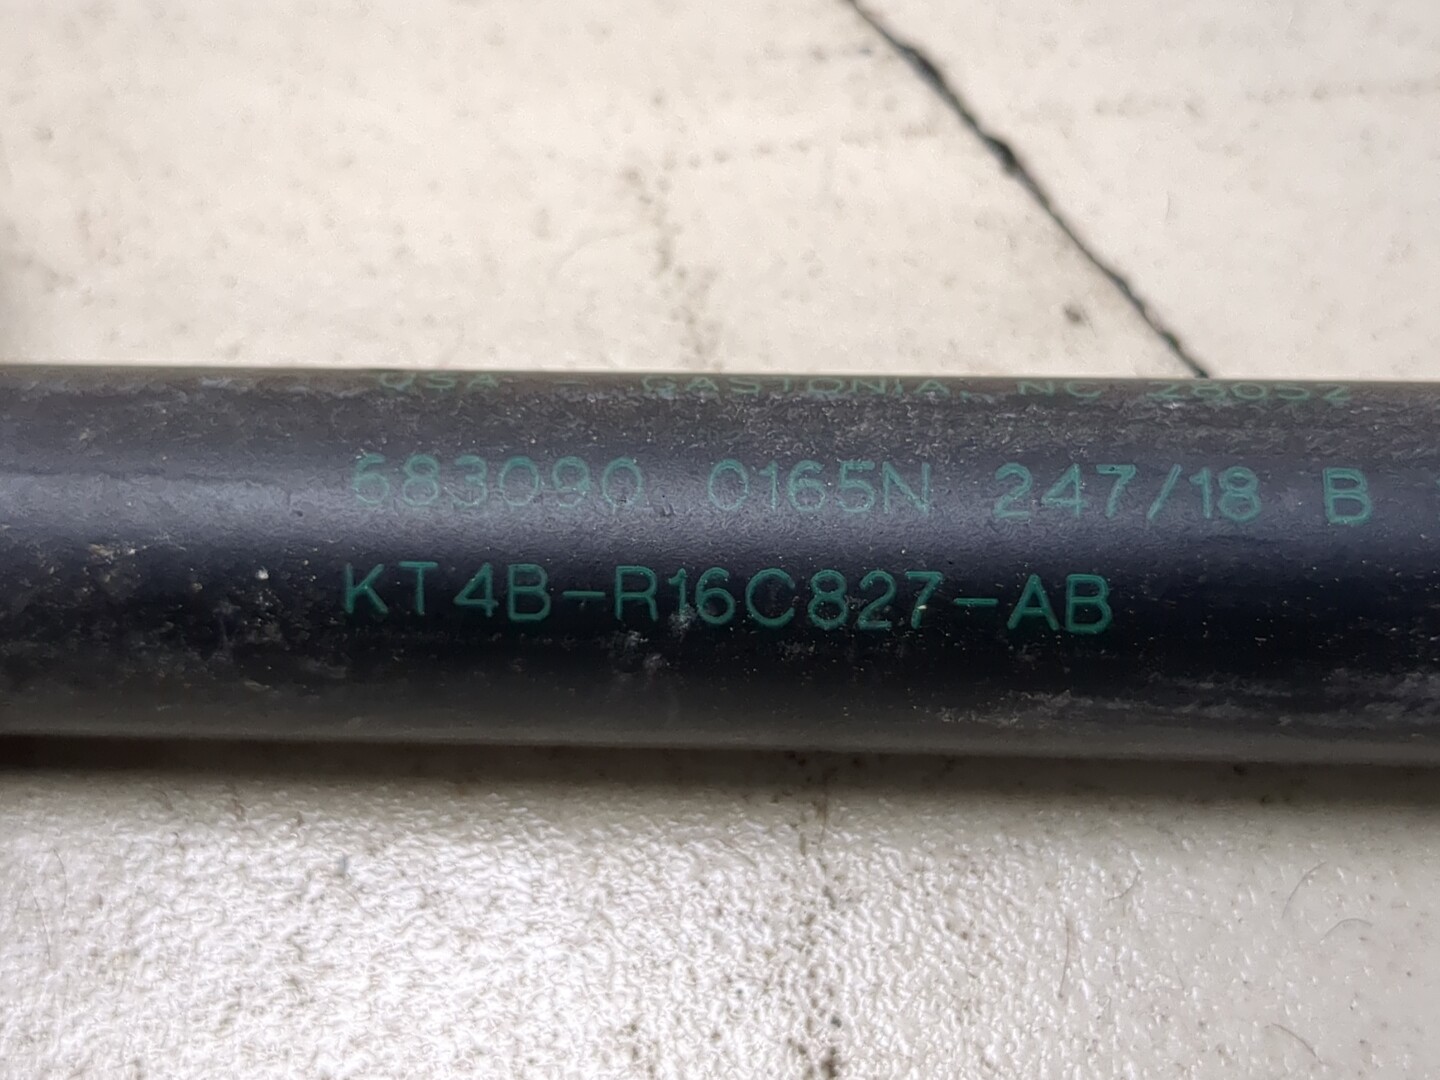 USA - GASTONIA, NC 28052
683090 0165N 247/18 B
KT4B-R16C827-AB